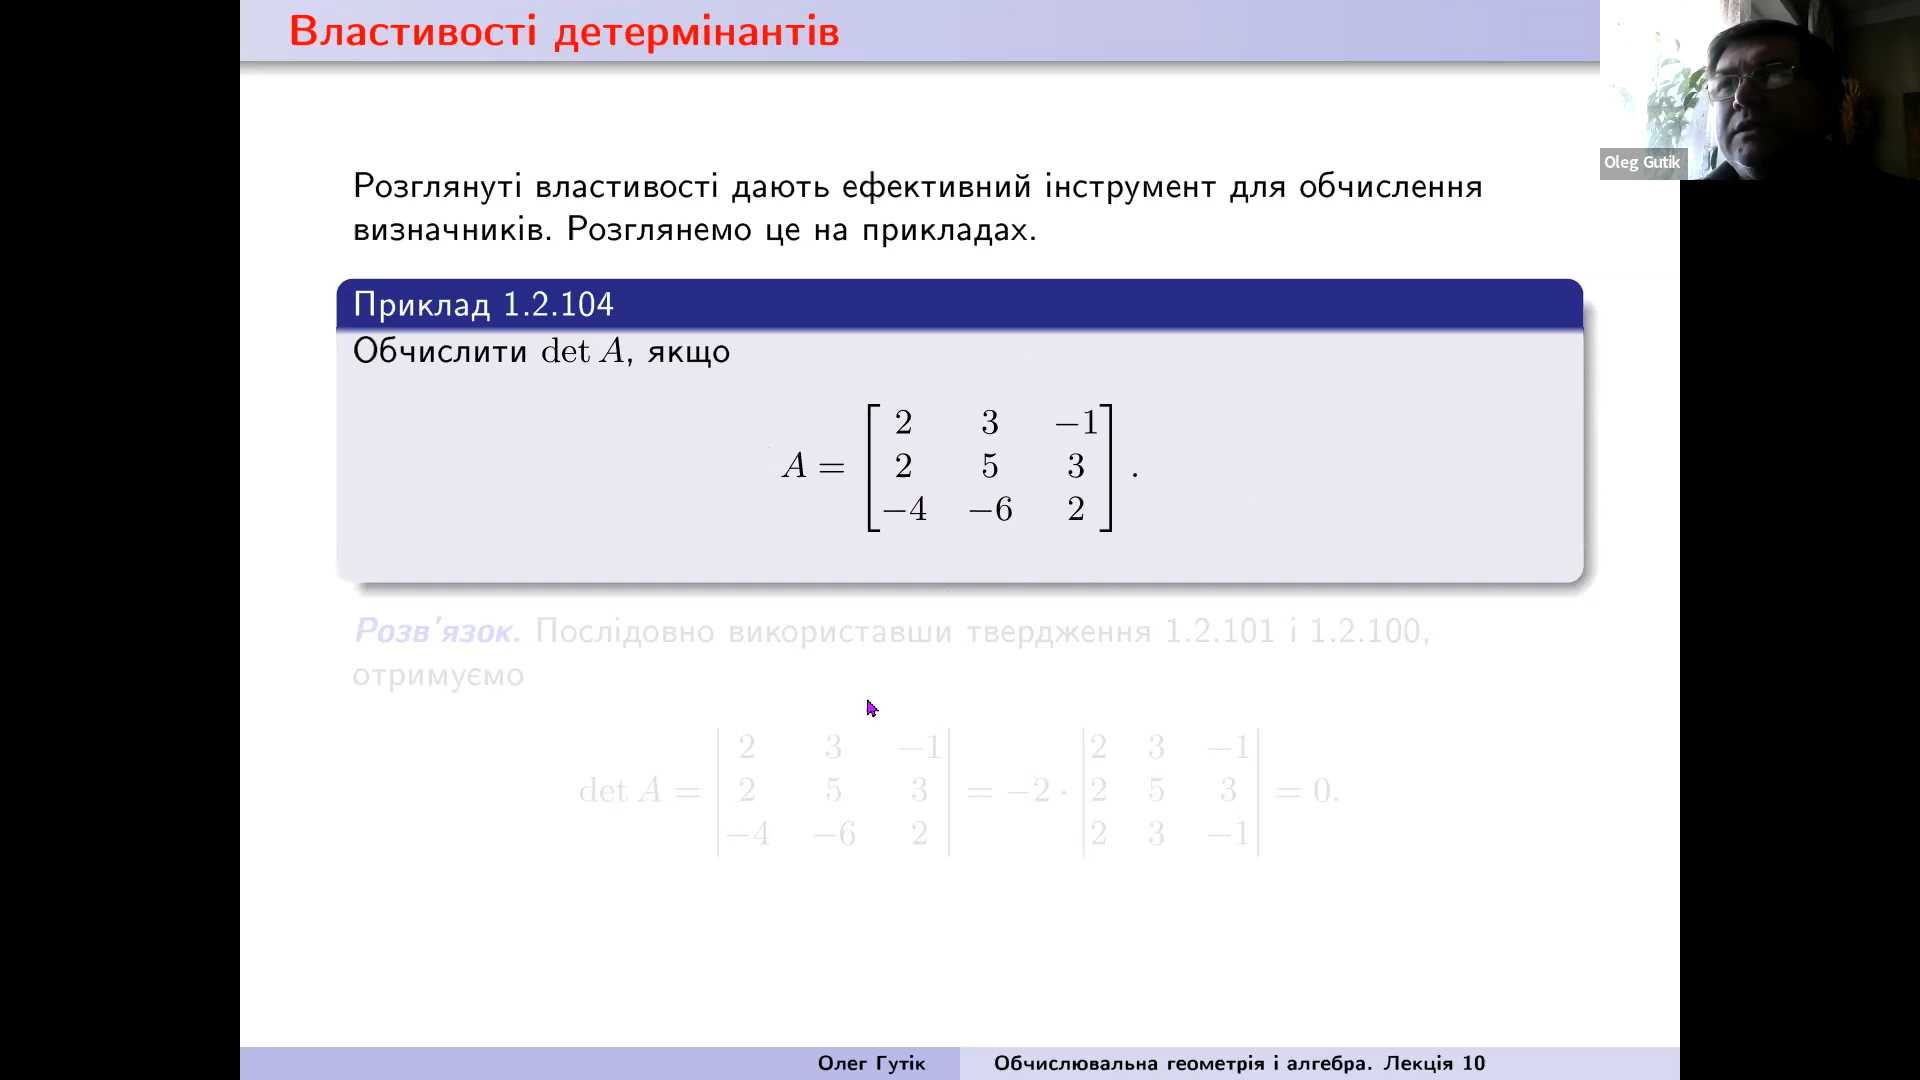 Властивості детермінантів
Oleg Gutik
Розглянуті властивості дають ефективний інструмент для обчислення
визначників. Розглянемо це на прикладах.
Приклад 1.2.104
Обчислити det A, якщо
A = [2 3 −1
2 5 3
−4 −6 2] .
Розв'язок. Послідовно використавши твердження 1.2.101 і 1.2.100,
отримуємо
det A = |2 3 −1| = −2 · |2 3 −1| = 0.
|2 5 3| |2 5 3|
|−4 −6 2| |2 3 −1|
Олег Гутік Обчислювальна геометрія і алгебра. Лекція 10